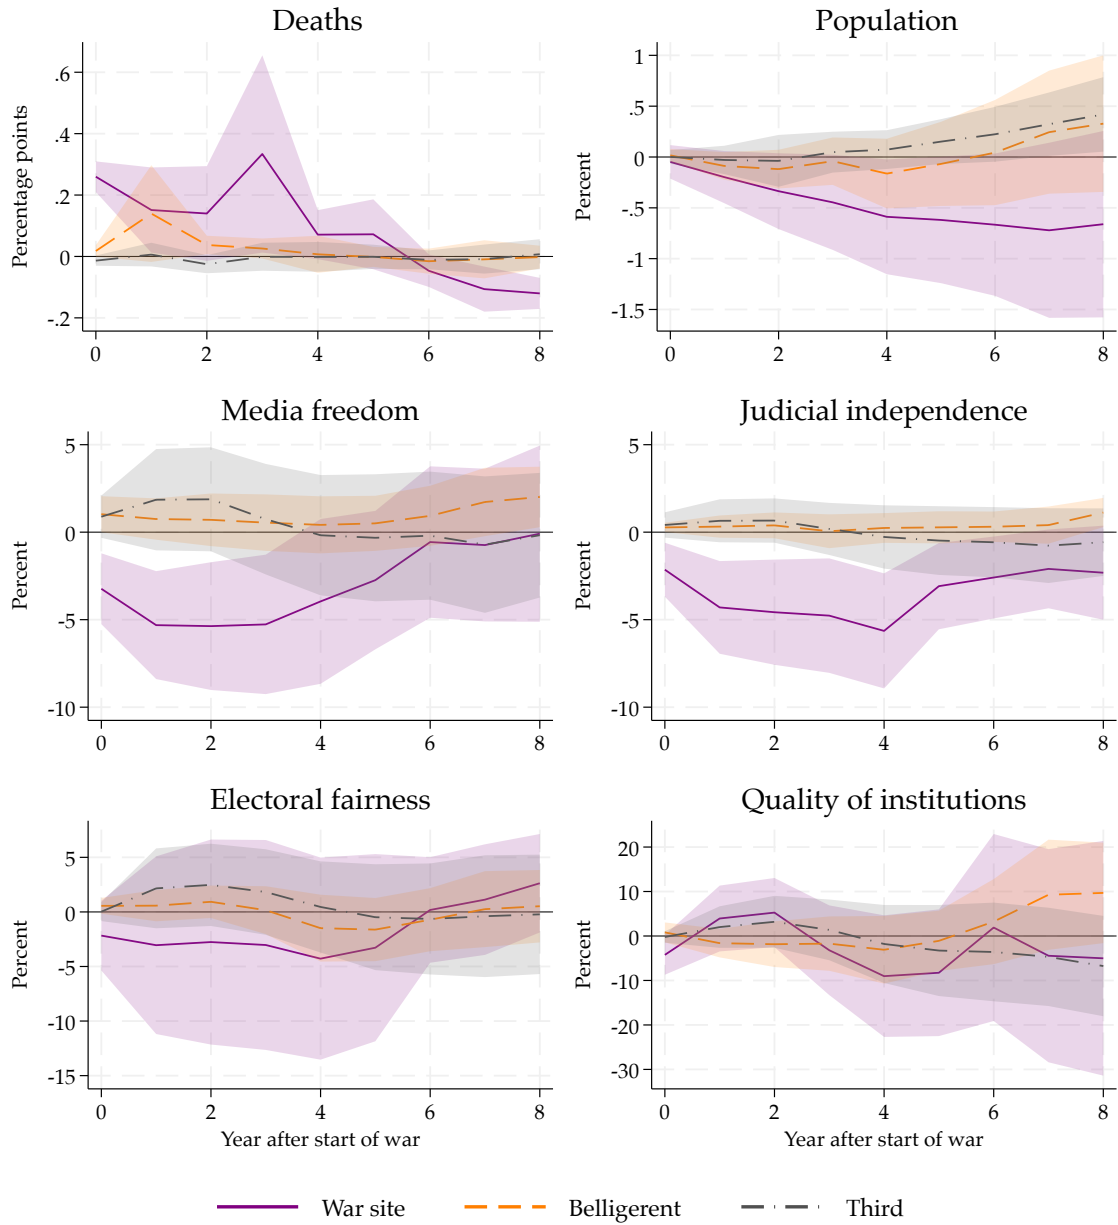 Deaths
Percentage points
.6
.4
.2
0
-.2
0 2 4 6 8
Population
Percent
1
.5
0
-.5
-1
-1.5
0 2 4 6 8
Media freedom
Percent
5
0
-5
-10
0 2 4 6 8
Judicial independence
Percent
5
0
-5
-10
0 2 4 6 8
Electoral fairness
Percent
5
0
-5
-10
-15
0 2 4 6 8
Year after start of war
Quality of institutions
Percent
20
10
0
-10
-20
-30
0 2 4 6 8
Year after start of war
War site Belligerent Third